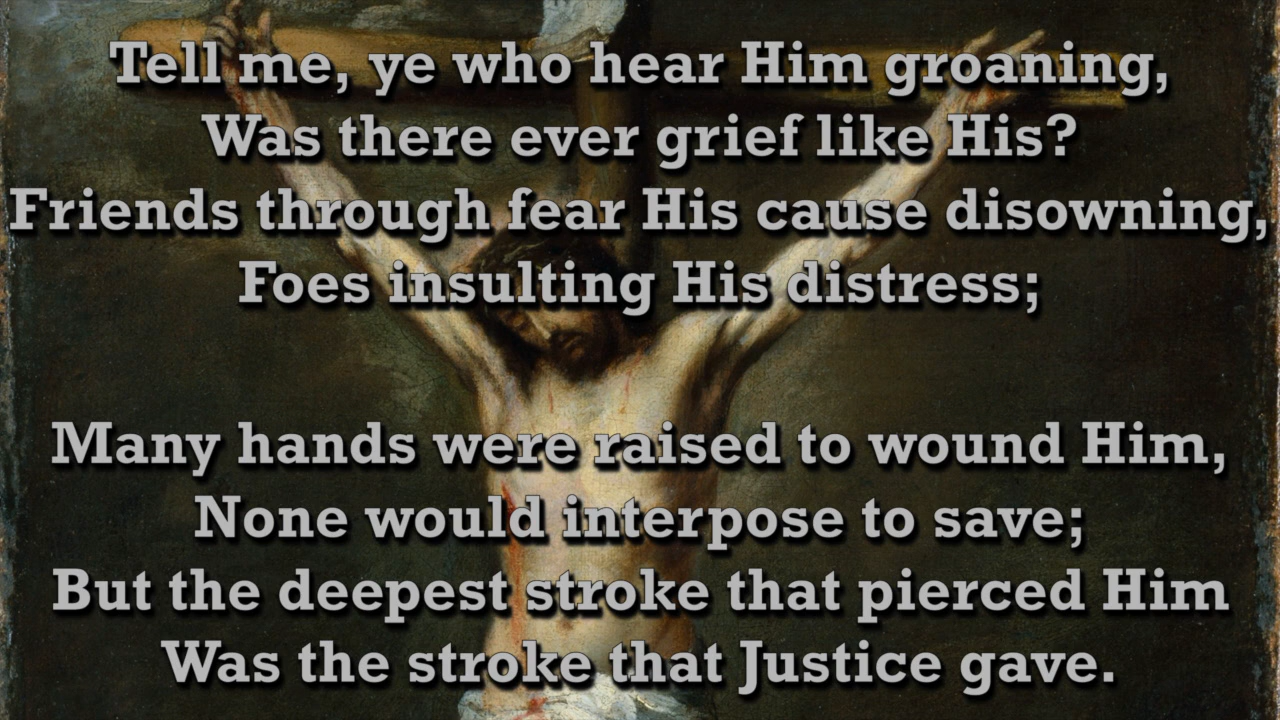 Tell me, ye who hear Him groaning,
Was there ever grief like His?
Friends through fear His cause disowning,
Foes insulting His distress;
Many hands were raised to wound Him,
None would interpose to save;
But the deepest stroke that pierced Him
Was the stroke that Justice gave.